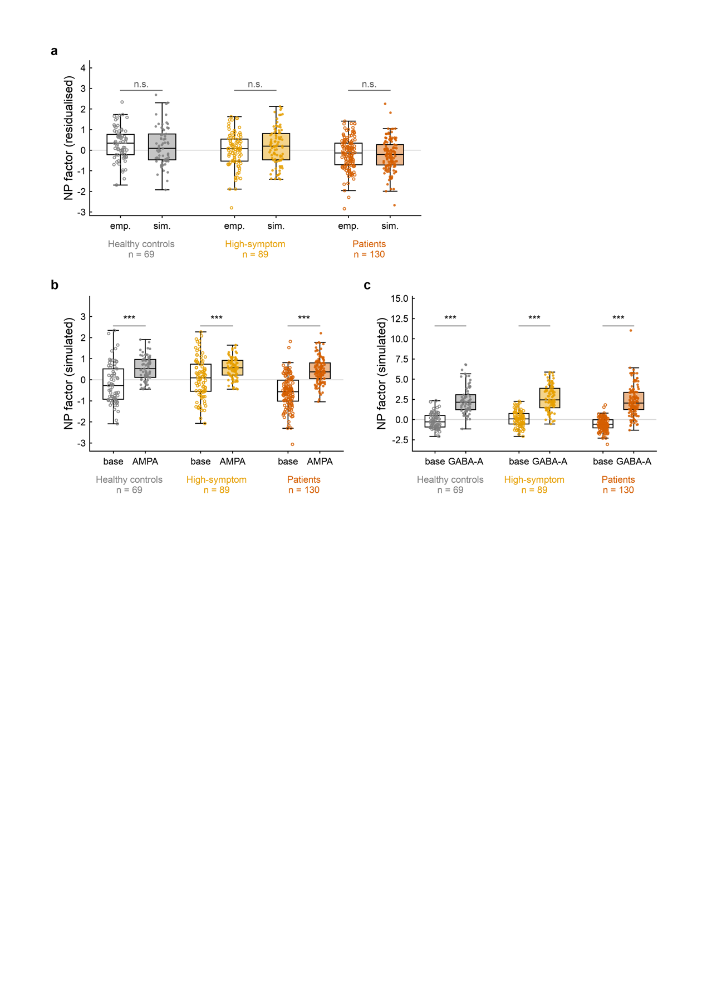 a
NP factor (residualised)
4
3
2
1
0
-1
-2
-3
n.s.
n.s.
n.s.
emp.
sim.
emp.
sim.
emp.
sim.
Healthy controls
n = 69
High-symptom
n = 89
Patients
n = 130
b
NP factor (simulated)
3
2
1
0
-1
-2
-3
***
***
***
base
AMPA
base
AMPA
base
AMPA
Healthy controls
n = 69
High-symptom
n = 89
Patients
n = 130
c
NP factor (simulated)
15.0
12.5
10.0
7.5
5.0
2.5
0.0
-2.5
***
***
***
base
GABA-A
base
GABA-A
base
GABA-A
Healthy controls
n = 69
High-symptom
n = 89
Patients
n = 130